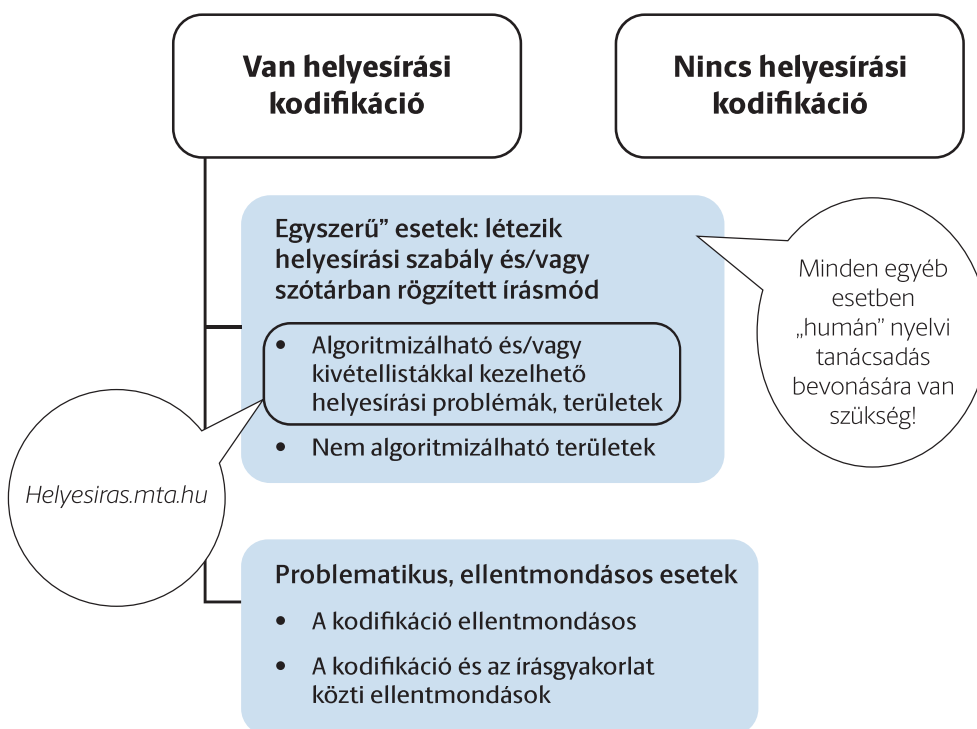 Van helyesírási
kodifikáció
Nincs helyesírási
kodifikáció
Egyszerű” esetek: létezik
helyesírási szabály és/vagy
szótárban rögzített írásmód
• Algoritmizálható és/vagy
kivétellistákkal kezelhető
helyesírási problémák, területek
• Nem algoritmizálható területek
Minden egyéb
esetben
„humán” nyelvi
tanácsadás
bevonására van
szükség!
Helyesiras.mta.hu
Problematikus, ellentmondásos esetek
• A kodifikáció ellentmondásos
• A kodifikáció és az írásgyakorlat
közti ellentmondások